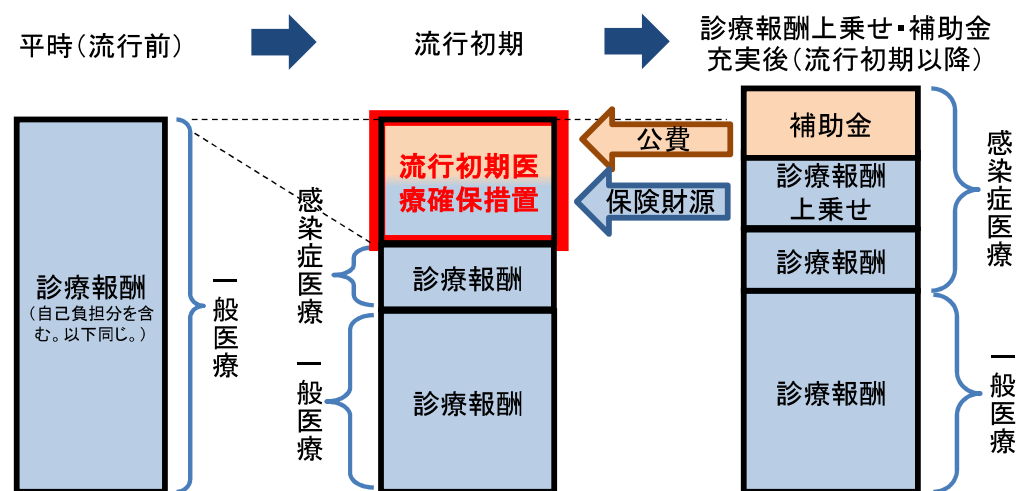 平時(流行前)
流行初期
診療報酬上乗せ・補助金
充実後(流行初期以降)
診療報酬
(自己負担分を含
む。以下同じ。)
一般医療
流行初期医
療確保措置
診療報酬
診療報酬
感染症医療
一般医療
公費
保険財源
補助金
診療報酬
上乗せ
診療報酬
診療報酬
感染症医療
一般医療